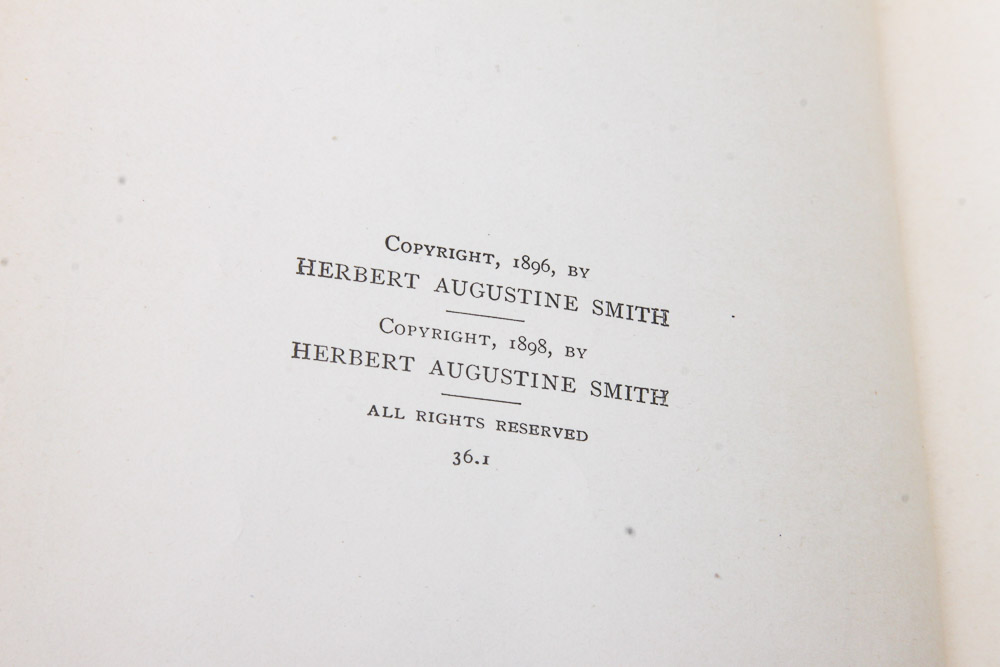 Copyright, 1896, by
HERBERT AUGUSTINE SMITH
Copyright, 1898, by
HERBERT AUGUSTINE SMITH
ALL RIGHTS RESERVED
36.1